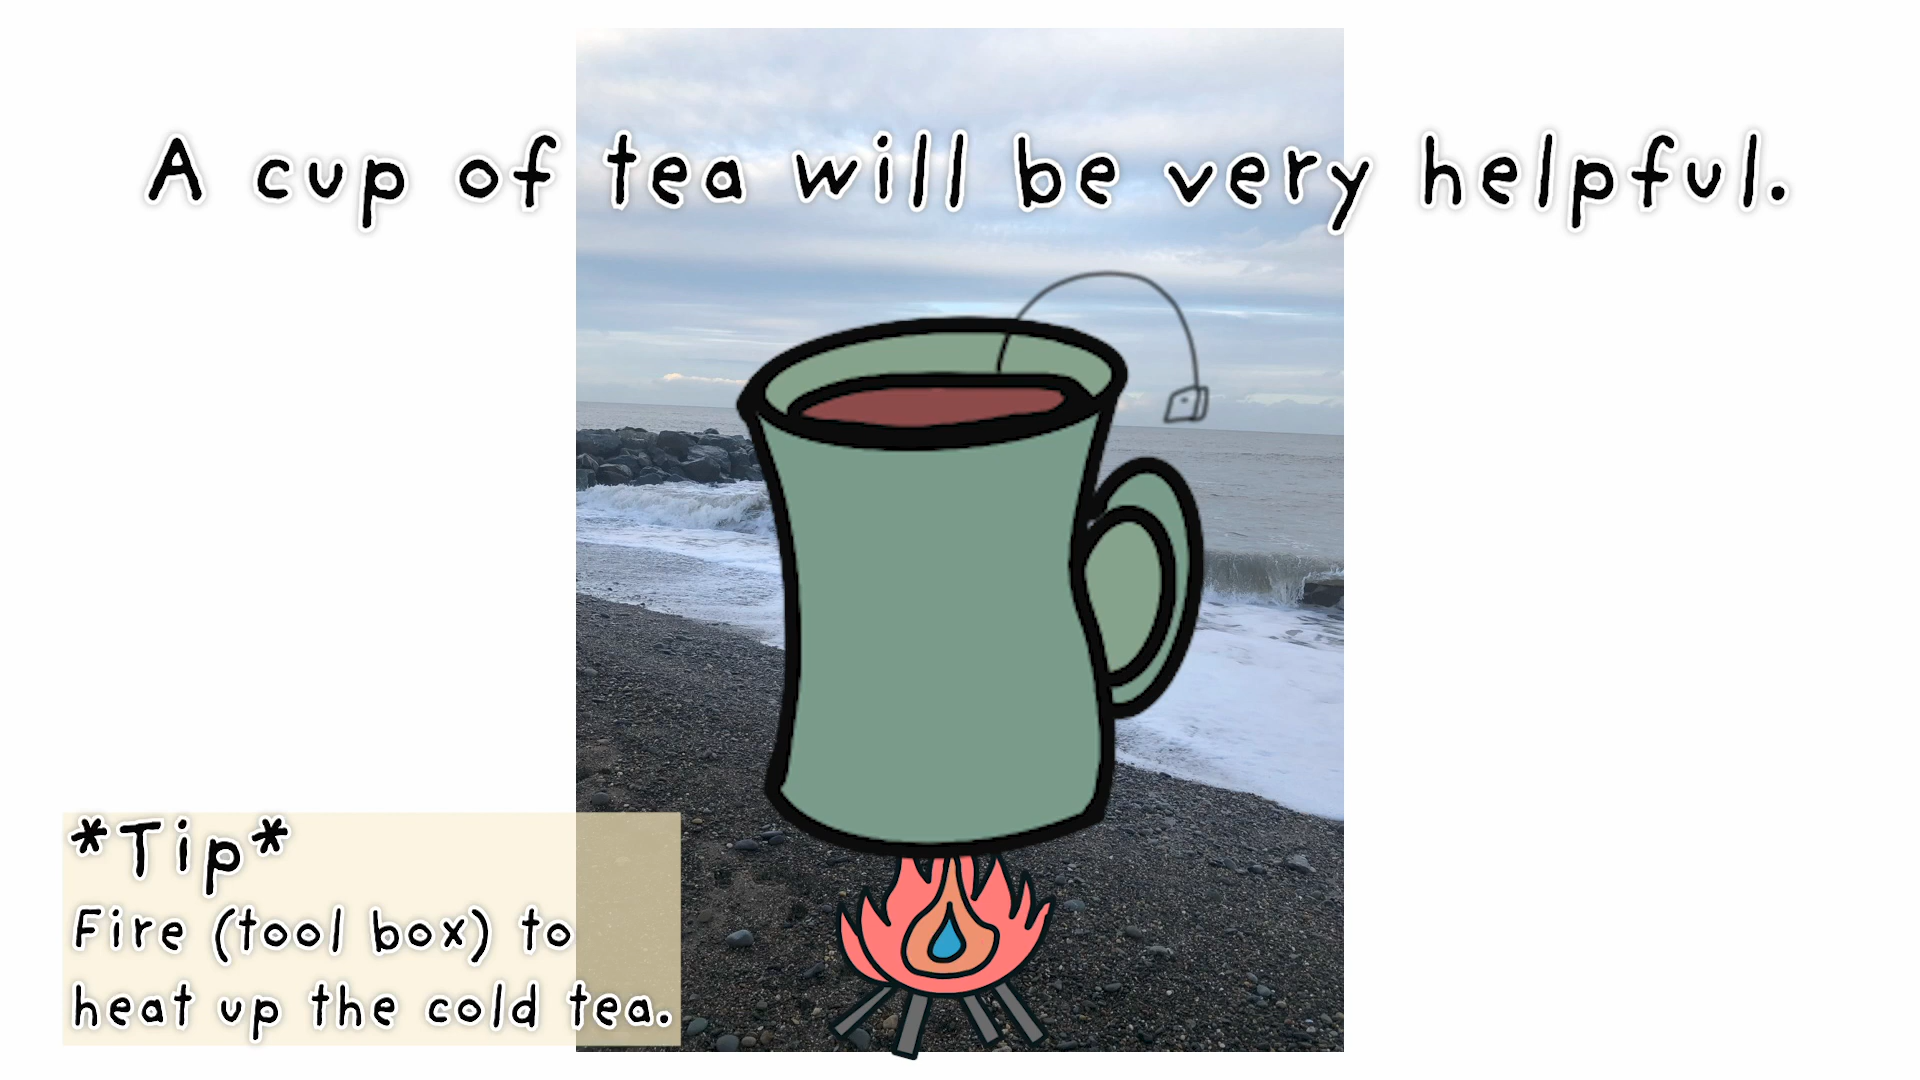 A cup of tea will be very helpful.
*Tip*
Fire (tool box) to
heat up the cold tea.